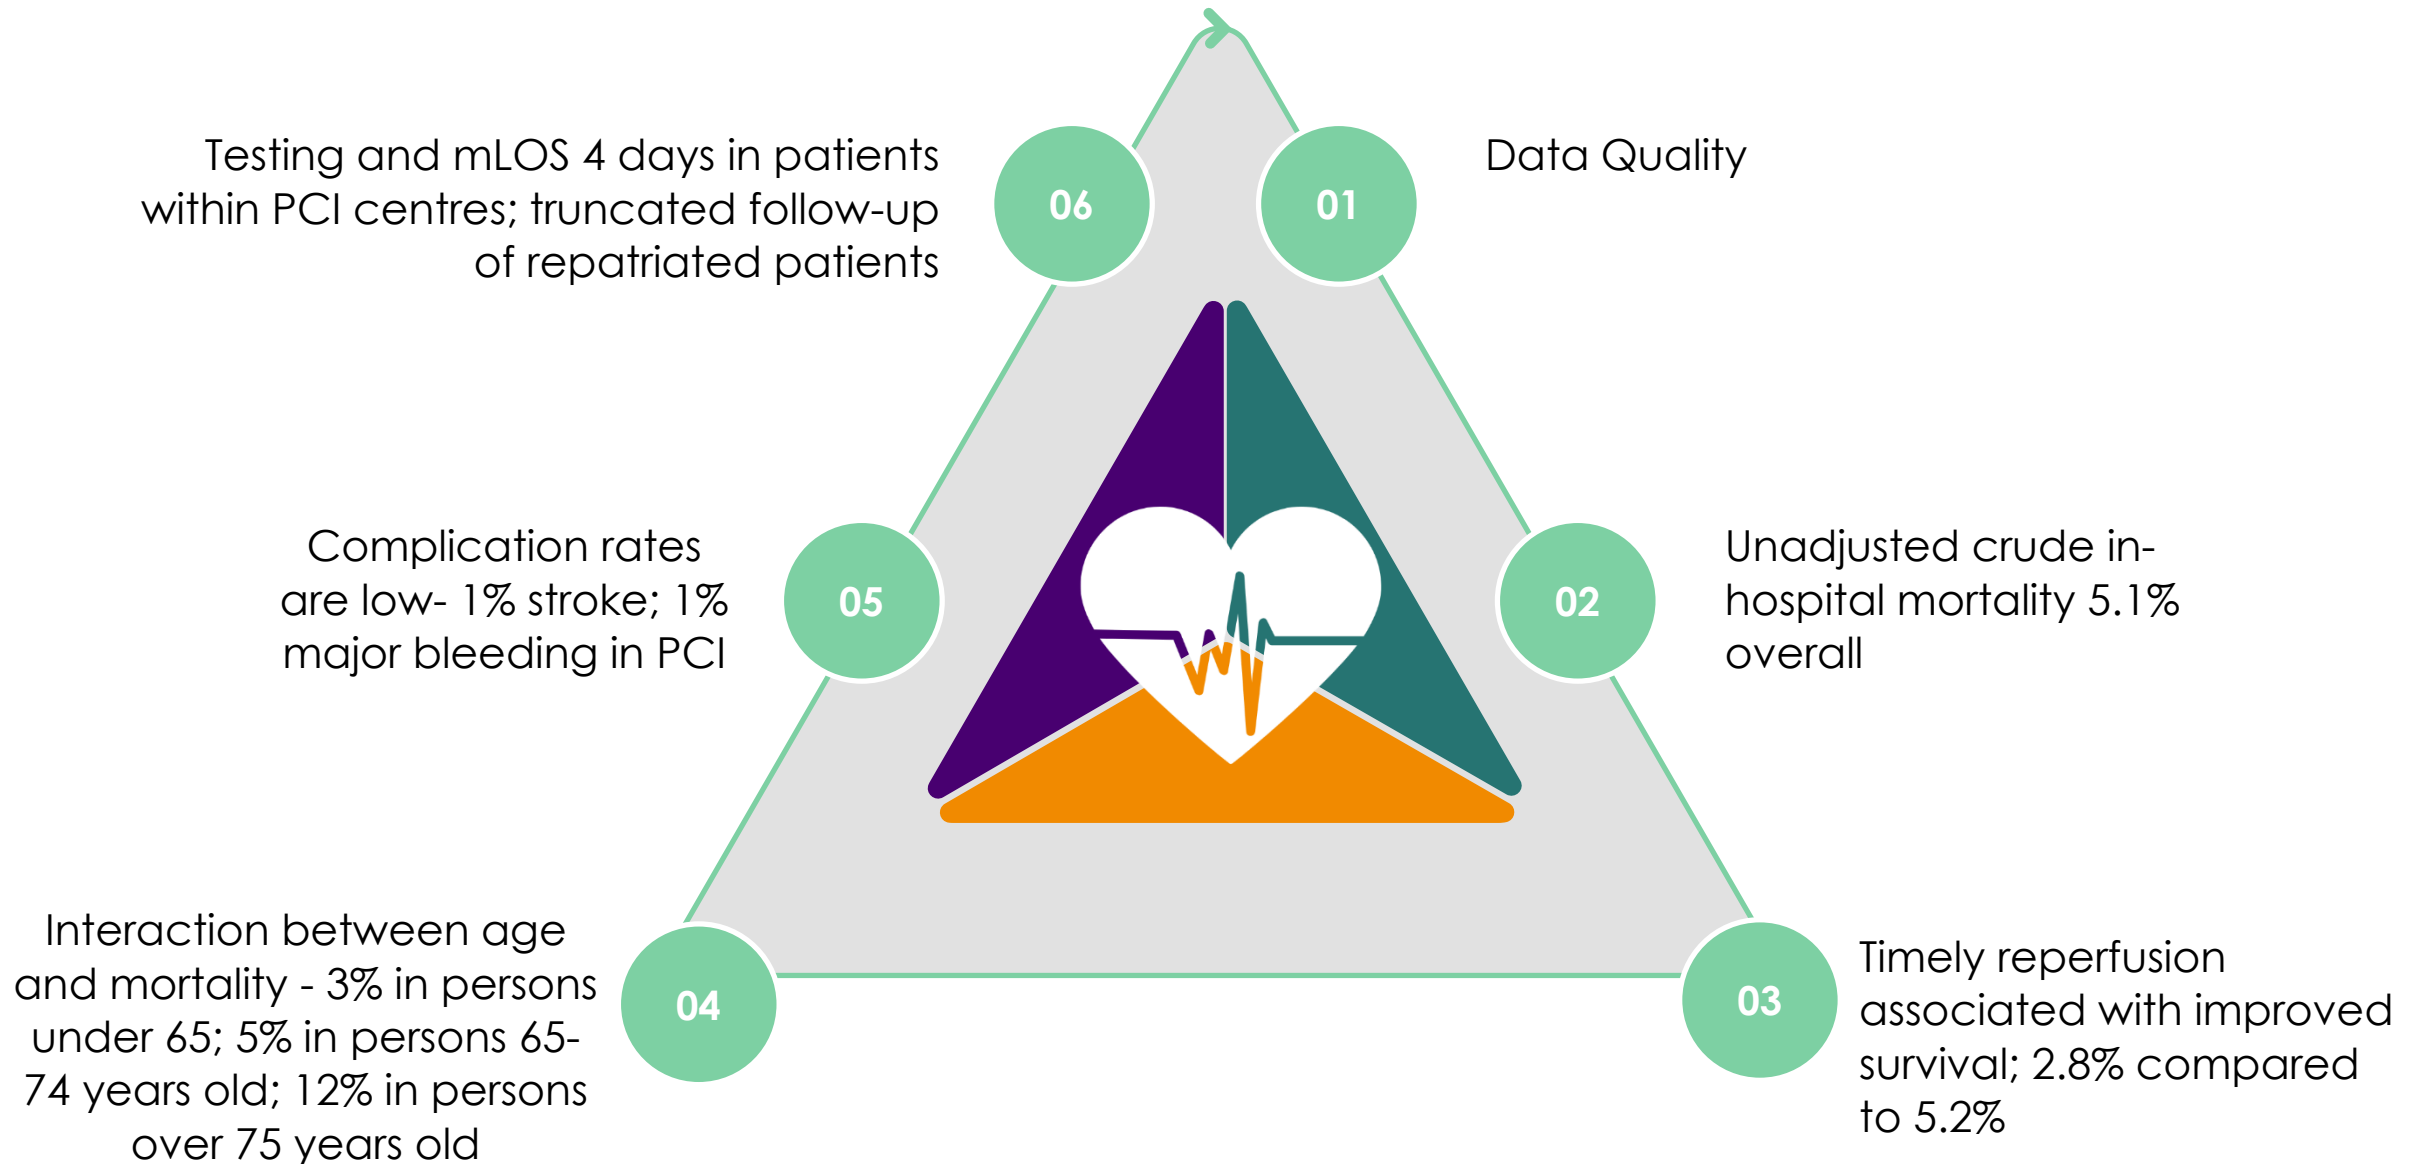 01
Data Quality
02
Unadjusted crude in-
hospital mortality 5.1%
overall
03
Timely reperfusion
associated with improved
survival; 2.8% compared
to 5.2%
04
Interaction between age
and mortality - 3% in persons
under 65; 5% in persons 65-
74 years old; 12% in persons
over 75 years old
05
Complication rates
are low- 1% stroke; 1%
major bleeding in PCI
06
Testing and mLOS 4 days in patients
within PCI centres; truncated follow-up
of repatriated patients